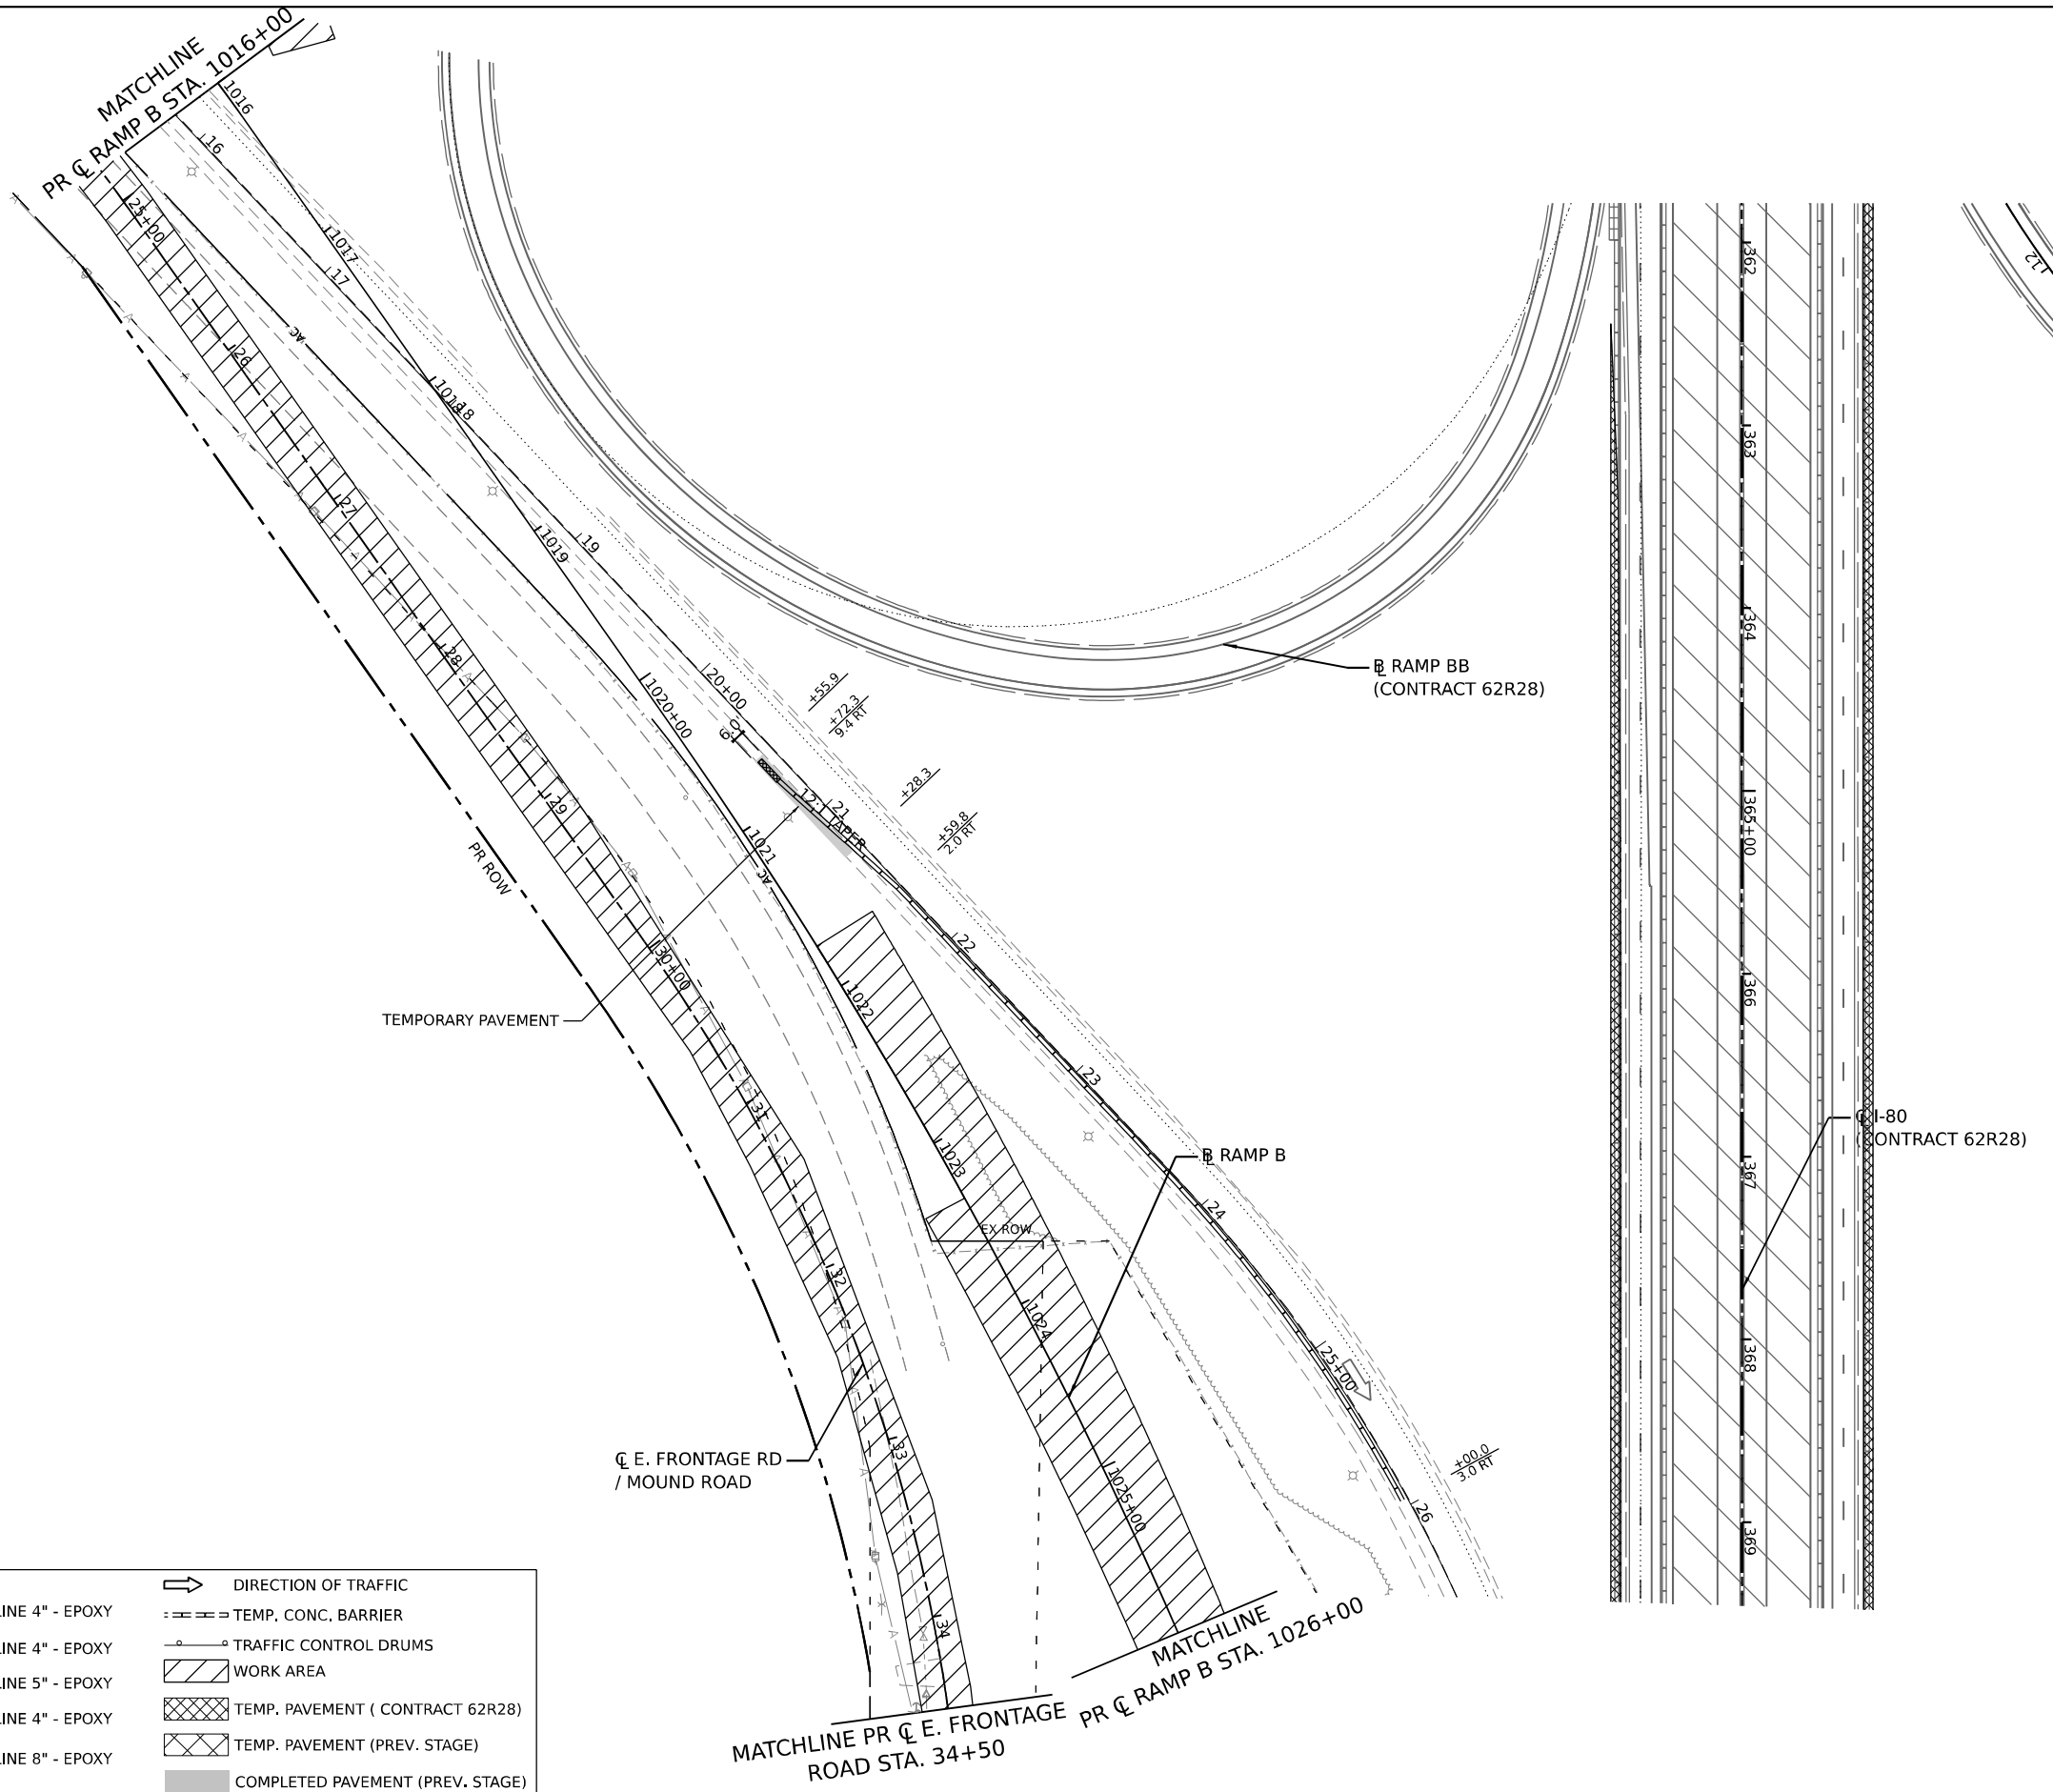 MATCHLINE
PR ℄ RAMP B STA. 1016+00
1016
16
25+00
1017
17
AC
26
1018
18
27
1019
19
28
1020+00
20+00
+55.9
+72.3
9.4 RT
9'
29
12:1 TAPER
21
+28.3
+59.8
2.0 RT
1021
AC
PR ROW
30+00
22
1022
TEMPORARY PAVEMENT
23
31
1023
EX ROW
24
32
1024
25+00
33
1025+00
26
+00.0
3.0 RT
34
BL RAMP BB
(CONTRACT 62R28)
BL RAMP B
℄ I-80
(CONTRACT 62R28)
℄ E. FRONTAGE RD
/ MOUND ROAD
12
362
363
364
365+00
366
367
368
369
MATCHLINE
PR ℄ RAMP B STA. 1026+00
MATCHLINE PR ℄ E. FRONTAGE
ROAD STA. 34+50
DIRECTION OF TRAFFIC
TEMP. CONC. BARRIER
TRAFFIC CONTROL DRUMS
WORK AREA
TEMP. PAVEMENT ( CONTRACT 62R28)
TEMP. PAVEMENT (PREV. STAGE)
COMPLETED PAVEMENT (PREV. STAGE)
LINE 4" - EPOXY
LINE 4" - EPOXY
LINE 5" - EPOXY
LINE 4" - EPOXY
LINE 8" - EPOXY